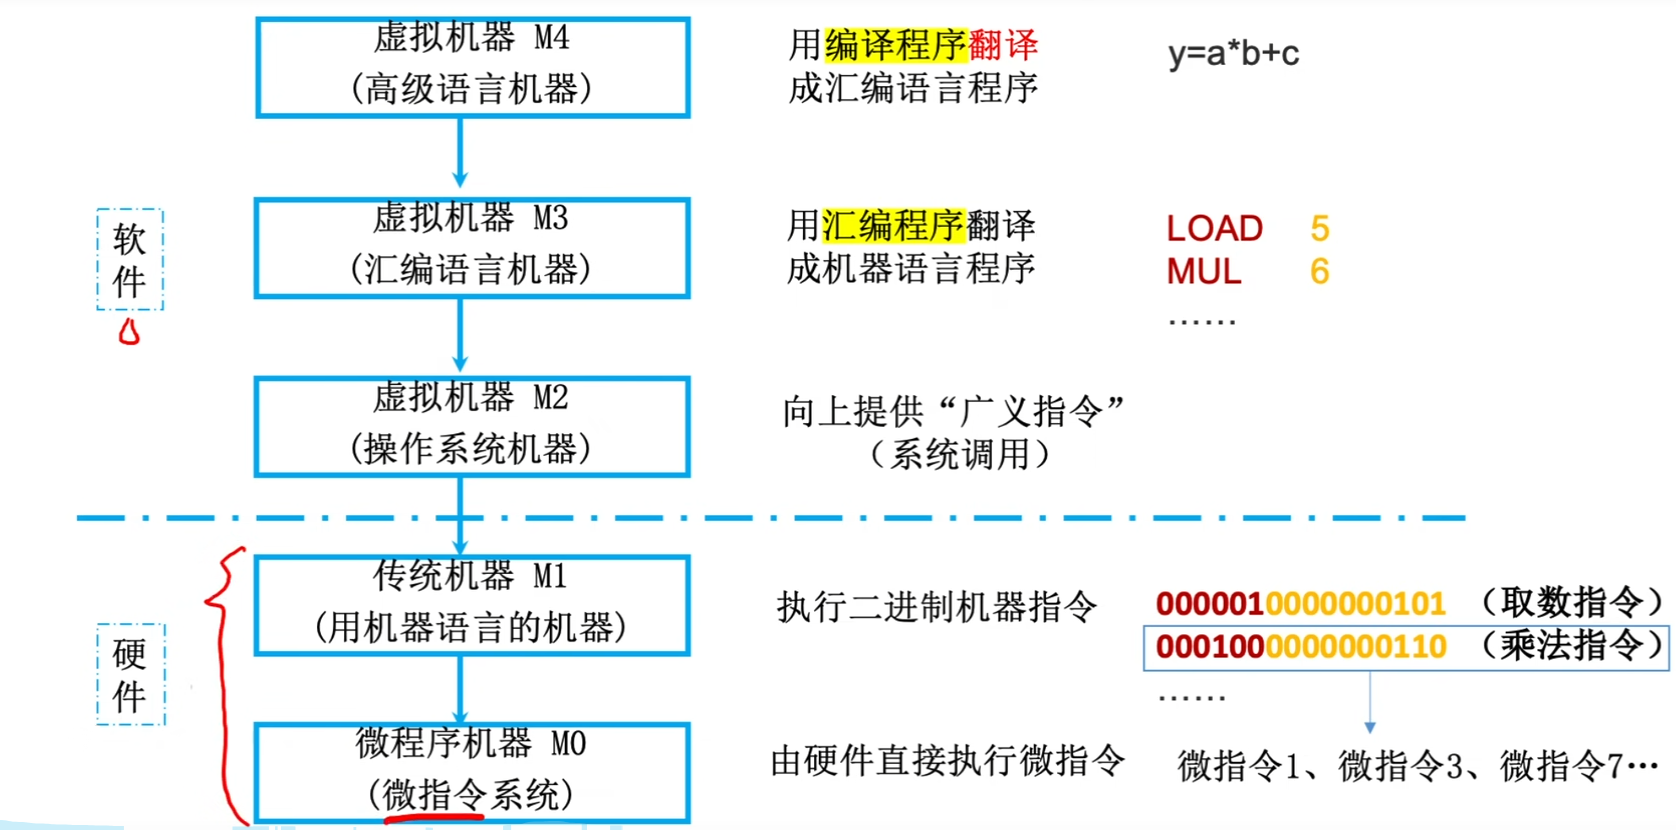 虚拟机器 M4
(高级语言机器)
用编译程序翻译
成汇编语言程序
y=a*b+c
软
件
虚拟机器 M3
(汇编语言机器)
用汇编程序翻译
成机器语言程序
LOAD 5
MUL 6
……
虚拟机器 M2
(操作系统机器)
向上提供“广义指令”
（系统调用）
硬
件
传统机器 M1
(用机器语言的机器)
执行二进制机器指令
0000010000000101 （取数指令）
0001000000000110 （乘法指令）
……
微程序机器 M0
(微指令系统)
由硬件直接执行微指令
微指令1、微指令3、微指令7…